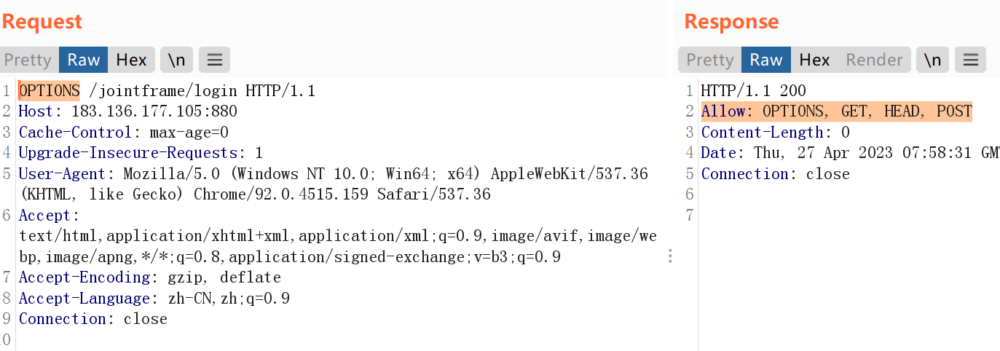 Request
Pretty Raw Hex \n
1 OPTIONS /jointframe/login HTTP/1.1
2 Host: 183.136.177.105:880
3 Cache-Control: max-age=0
4 Upgrade-Insecure-Requests: 1
5 User-Agent: Mozilla/5.0 (Windows NT 10.0; Win64; x64) AppleWebKit/537.36
(KHTML, like Gecko) Chrome/92.0.4515.159 Safari/537.36
6 Accept:
text/html,application/xhtml+xml,application/xml;q=0.9,image/avif,image/we
bp,image/apng,*/*;q=0.8,application/signed-exchange;v=b3;q=0.9
7 Accept-Encoding: gzip, deflate
8 Accept-Language: zh-CN,zh;q=0.9
9 Connection: close
0
Response
Pretty Raw Hex Render \n
1 HTTP/1.1 200
2 Allow: OPTIONS, GET, HEAD, POST
3 Content-Length: 0
4 Date: Thu, 27 Apr 2023 07:58:31 GMT
5 Connection: close
6
7